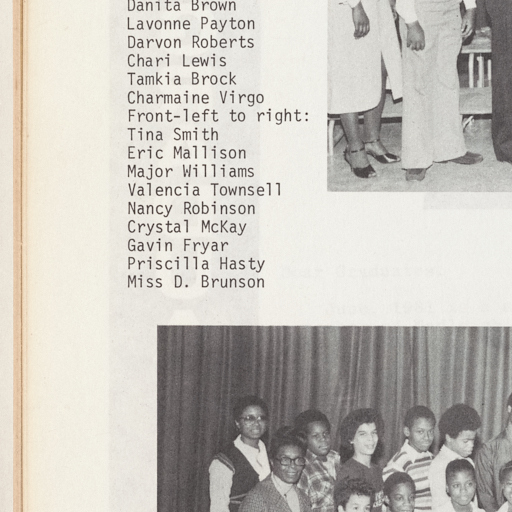 Danita Brown
Lavonne Payton
Darvon Roberts
Chari Lewis
Tamkia Brock
Charmaine Virgo
Front-left to right:
Tina Smith
Eric Mallison
Major Williams
Valencia Townsell
Nancy Robinson
Crystal McKay
Gavin Fryar
Priscilla Hasty
Miss D. Brunson